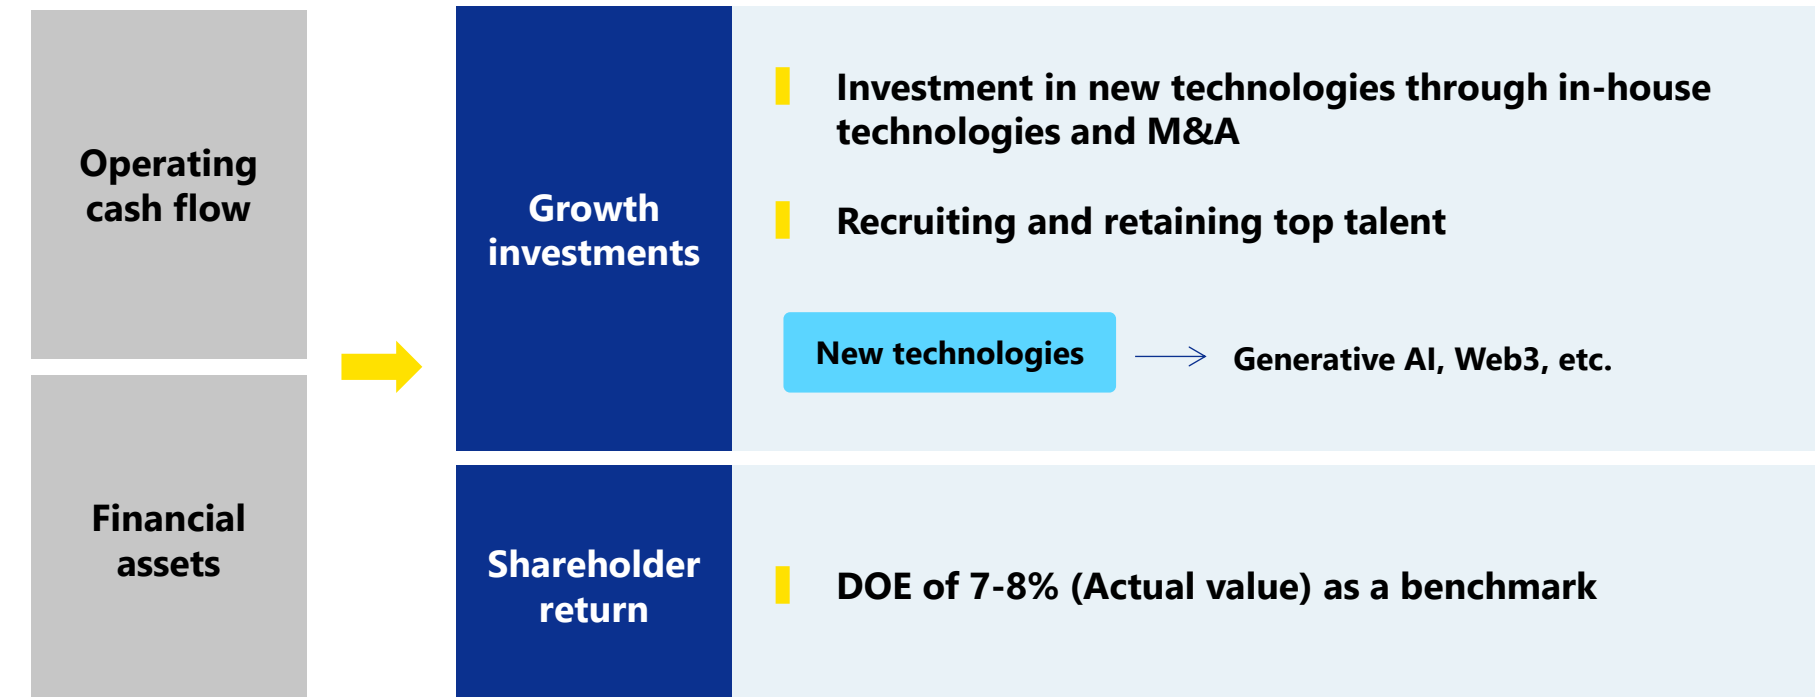 Operating
cash flow
Financial
assets
Growth
investments
Investment in new technologies through in-house
technologies and M&A
Recruiting and retaining top talent
New technologies
Generative AI, Web3, etc.
Shareholder
return
DOE of 7-8% (Actual value) as a benchmark